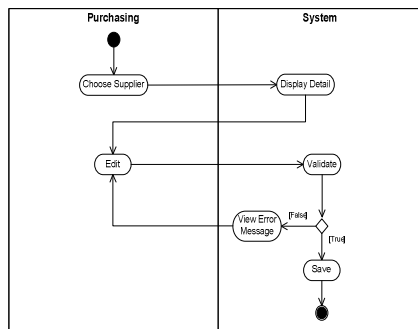 Purchasing
System
Choose Supplier
Display Detail
Edit
Validate
View Error
Message
[False]
[True]
Save